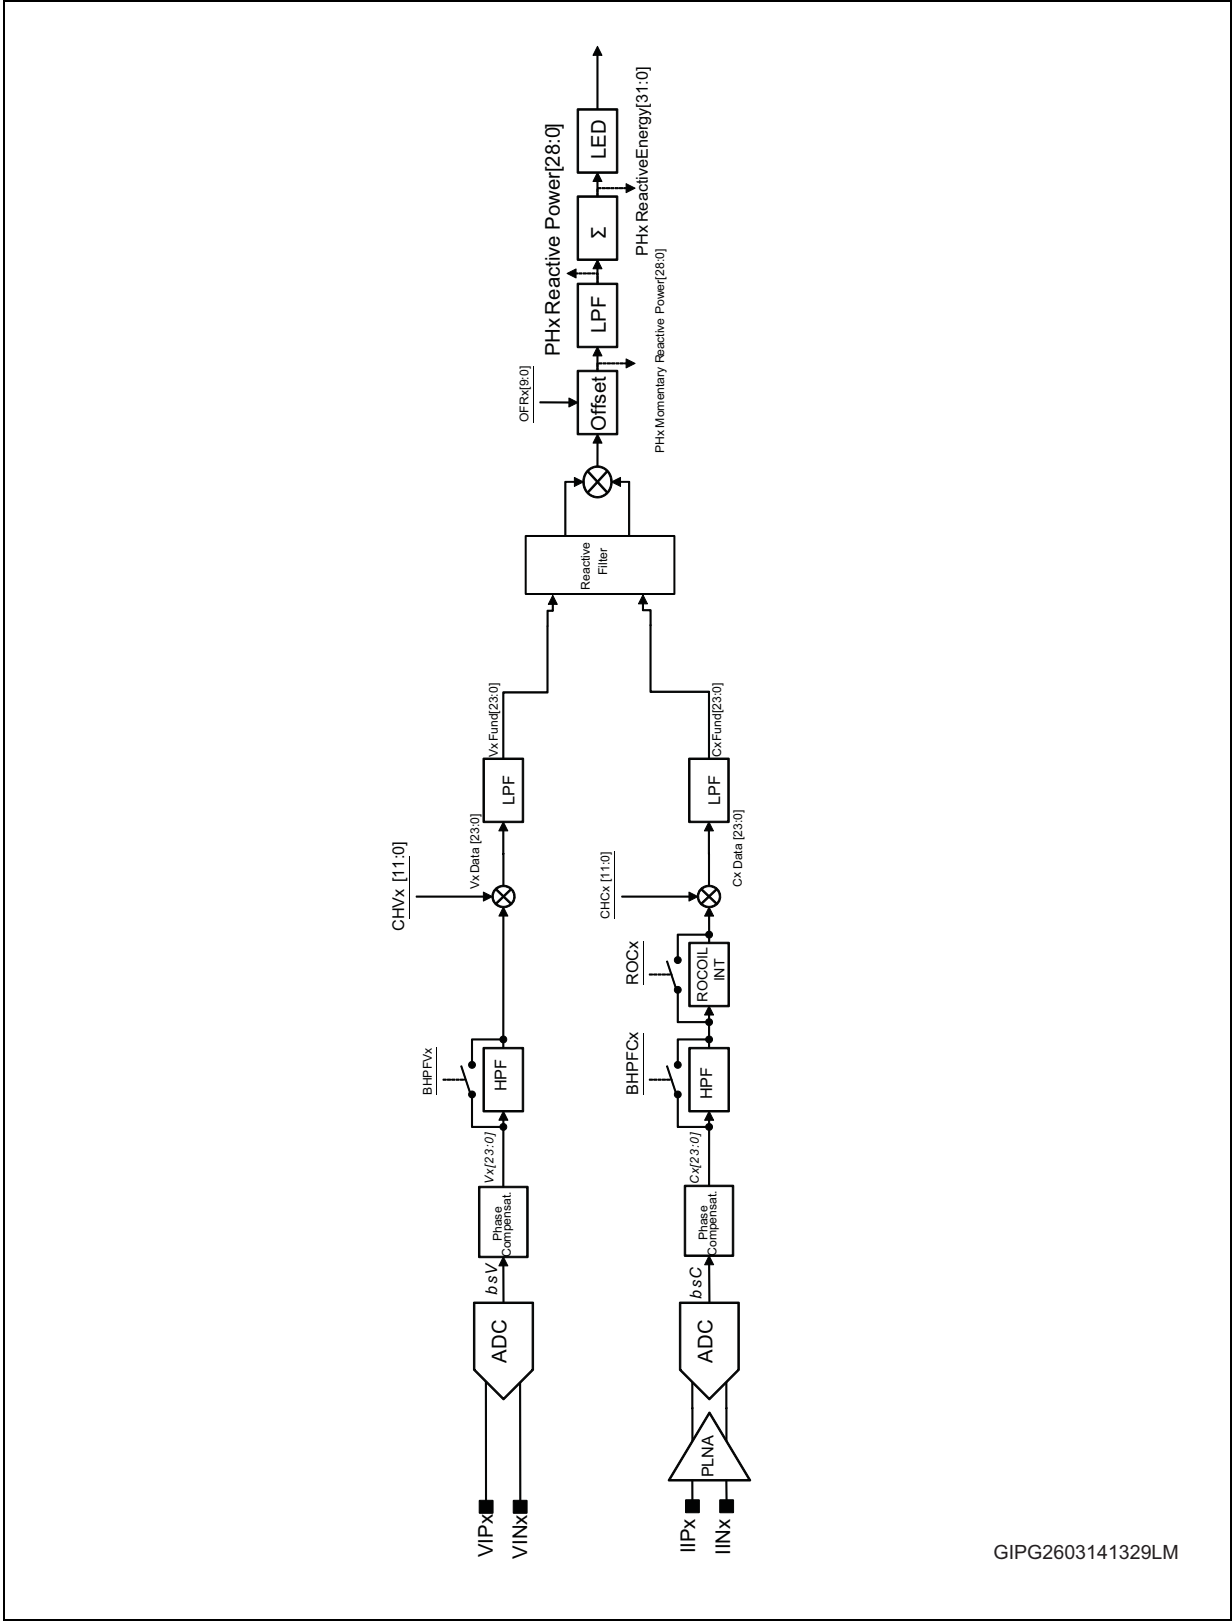 VIPx
VINx
ADC
bsV
Phase
Compensat.
Vx[23:0]
BHPFVx
HPF
CHVx [11:0]
Vx Data [23:0]
LPF
Vx Fund[23:0]
IIPx
IINx
PLNA
ADC
bsC
Phase
Compensat.
Cx[23:0]
BHPFCx
HPF
ROCx
ROCOIL
INT
CHCx [11:0]
Cx Data [23:0]
LPF
CxFund[23:0]
Reactive
Filter
OFRx[9:0]
Offset
PHx Momentary Reactive Power[28:0]
LPF
PHx Reactive Power[28:0]
Σ
PHx ReactiveEnergy[31:0]
LED
GIPG2603141329LM